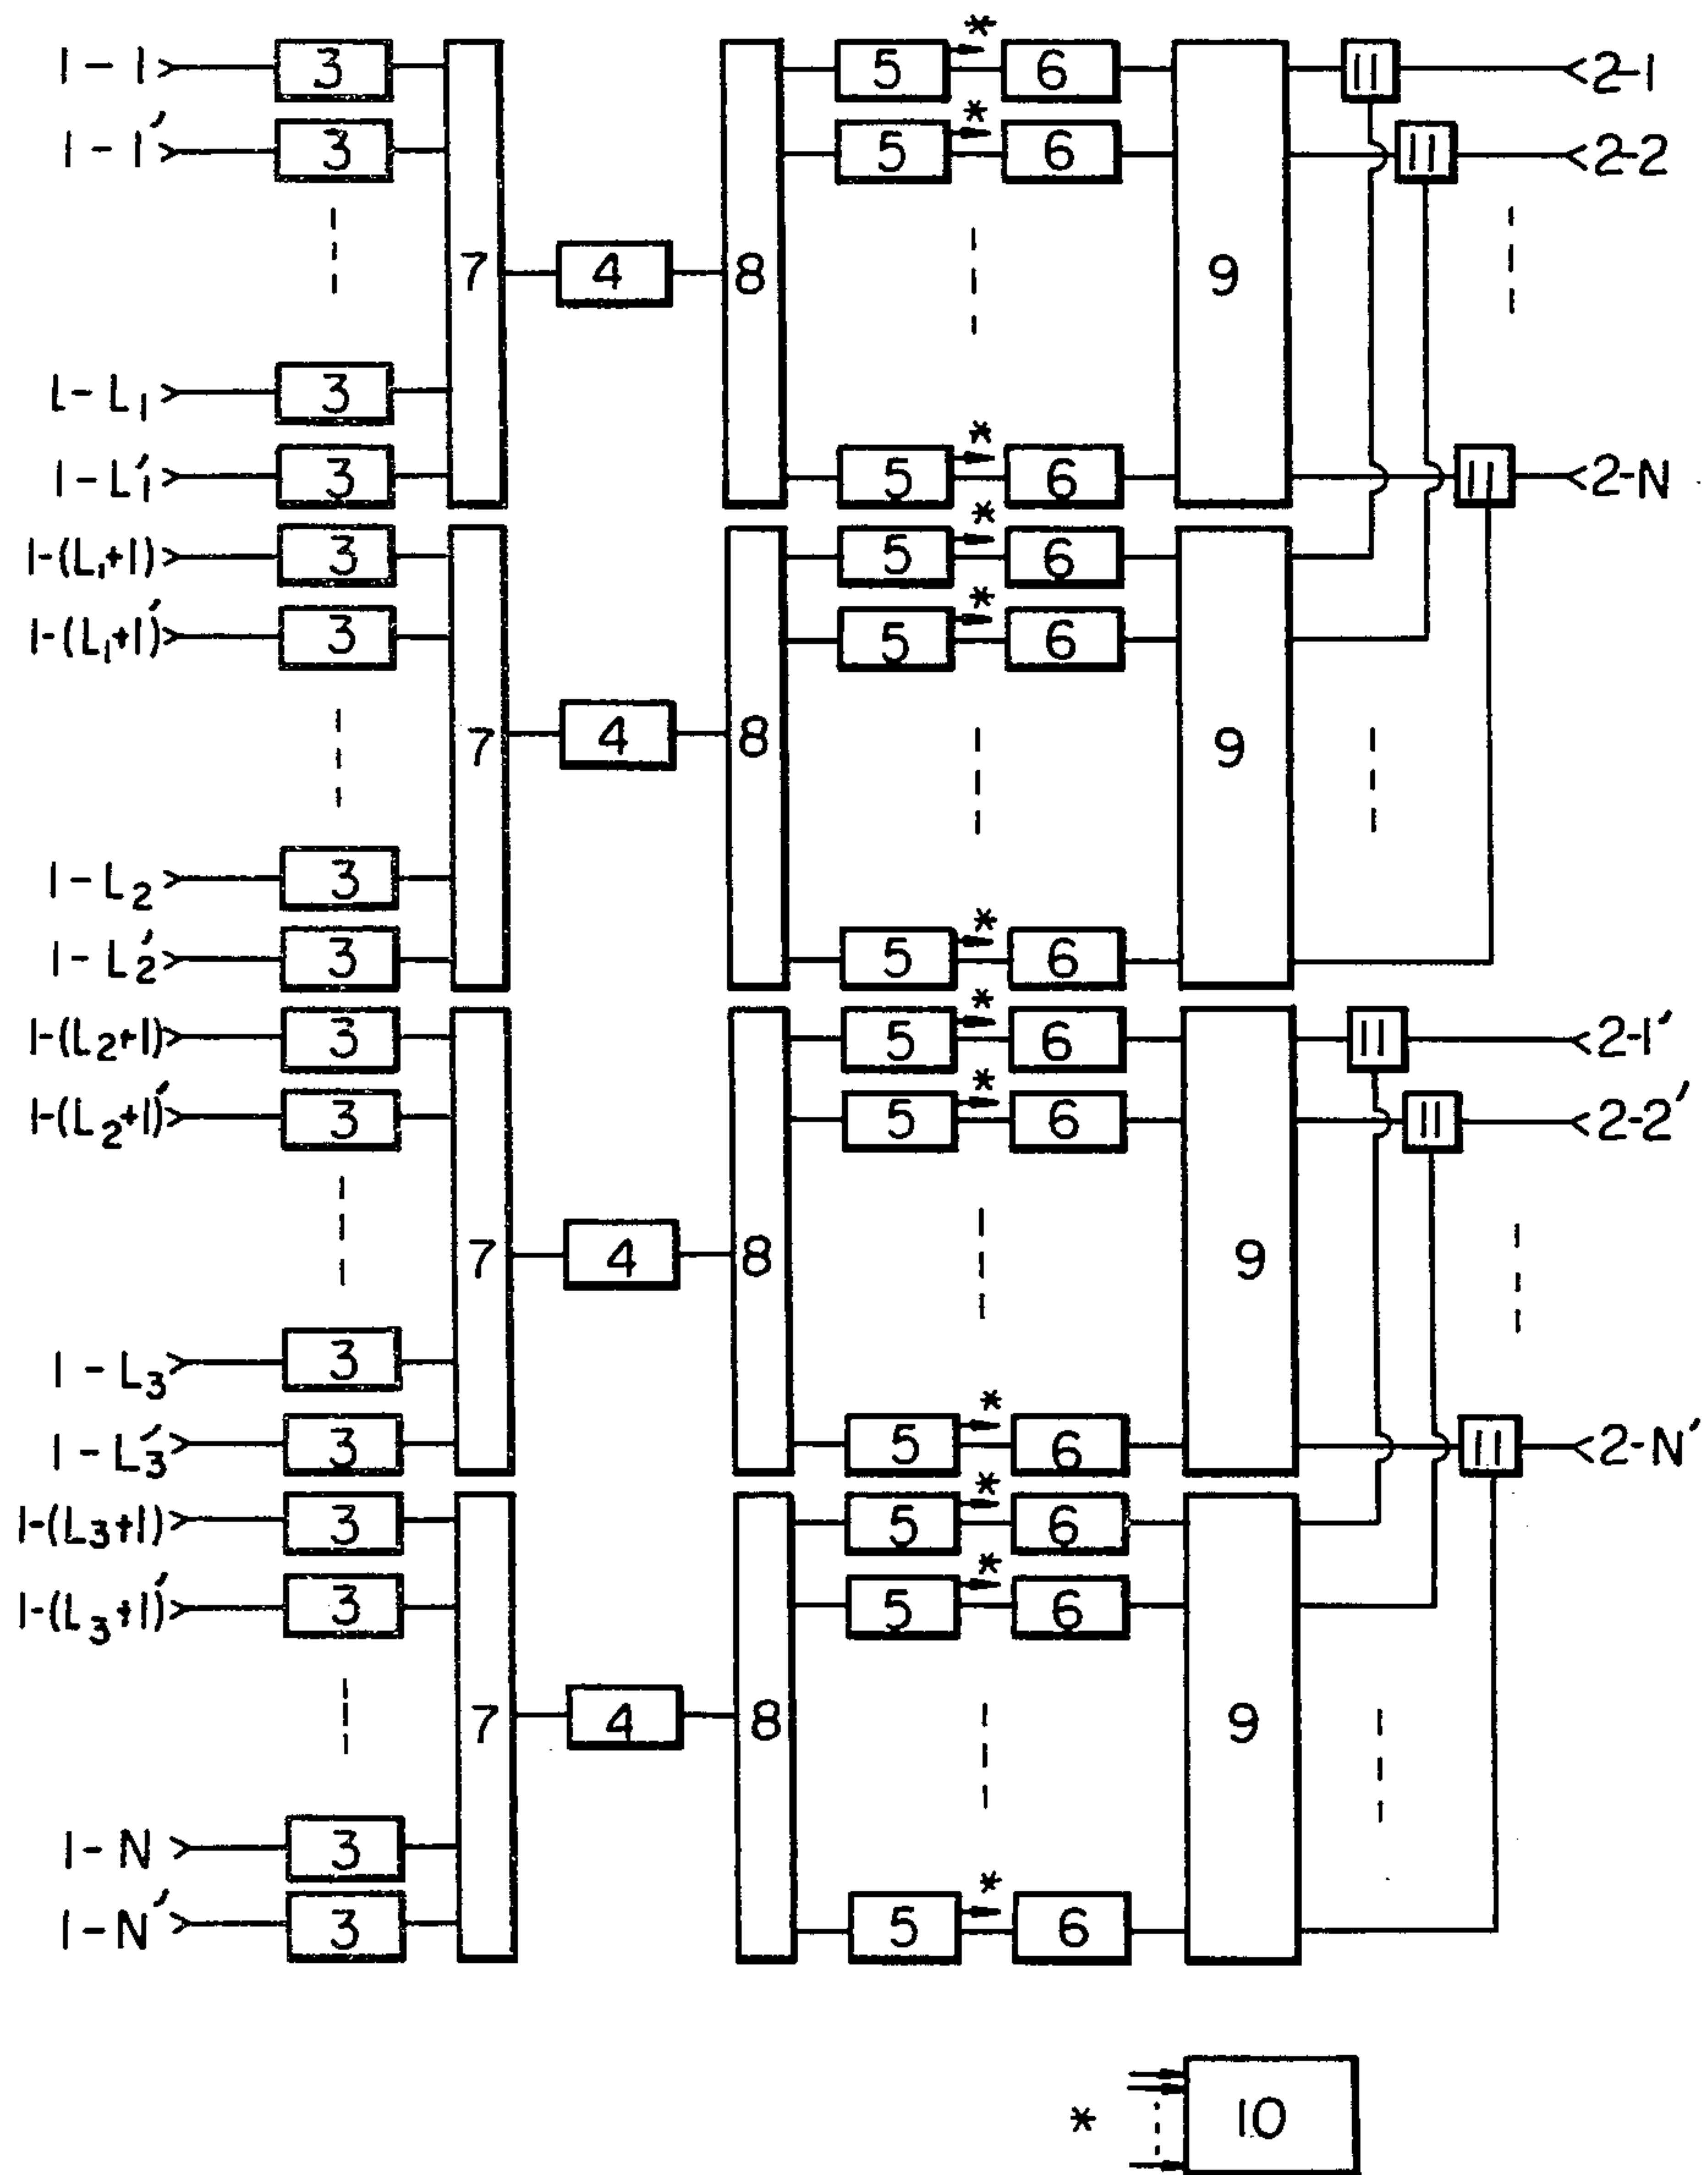 *
1-1 3 5 6 11 2-1
*
1-1' 3 5 6 11 2-2
7 4 8 9
1-L1 3
*
1-L1' 3 5 6 11 2-N
*
1-(L1+1) 3 5 6
*
1-(L1+1)' 3 5 6
7 4 8 9
1-L2 3
*
1-L2' 3 5 6
*
1-(L2+1) 3 5 6 11 2-1'
*
1-(L2+1)' 3 5 6 11 2-2'
7 4 8 9
1-L3 3
*
1-L3' 3 5 6 11 2-N'
*
1-(L3+1) 3 5 6
*
1-(L3+1)' 3 5 6
7 4 8 9
1-N 3
*
1-N' 3 5 6
* 10